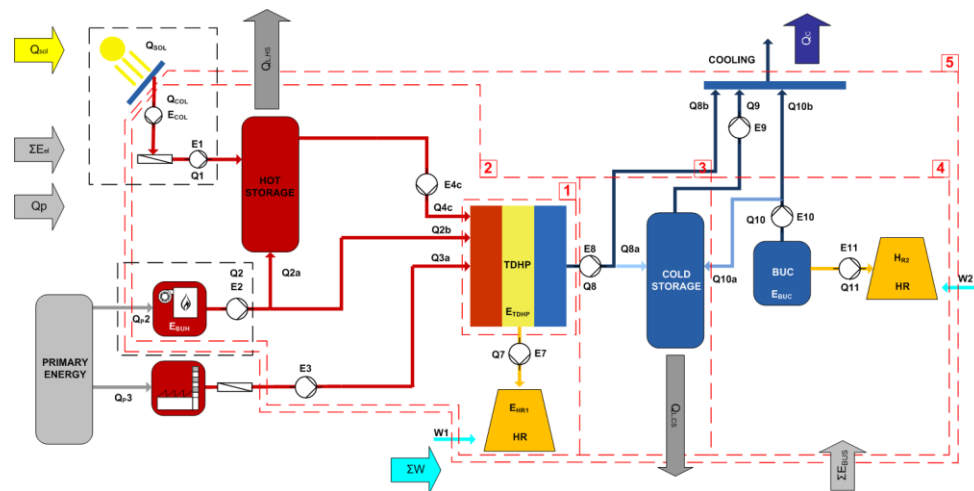 Qsol
ΣEel
Qp
QSOL
QCOL
ECOL
E1
Q1
QLHS
HOT
STORAGE
E4c
Q4c
Q2b
Q3a
Q2
E2
Q2a
QP2
EBUH
PRIMARY
ENERGY
QP3
E3
1
2
3
4
5
TDHP
ETDHP
Q7
E7
EHR1
HR
W1
ΣW
E8
Q8
Q8a
Q8b
Q9
E9
Q10b
COOLING
QC
COLD
STORAGE
QLCS
Q10
E10
Q10a
BUC
EBUC
E11
Q11
HR2
HR
W2
ΣEBUS